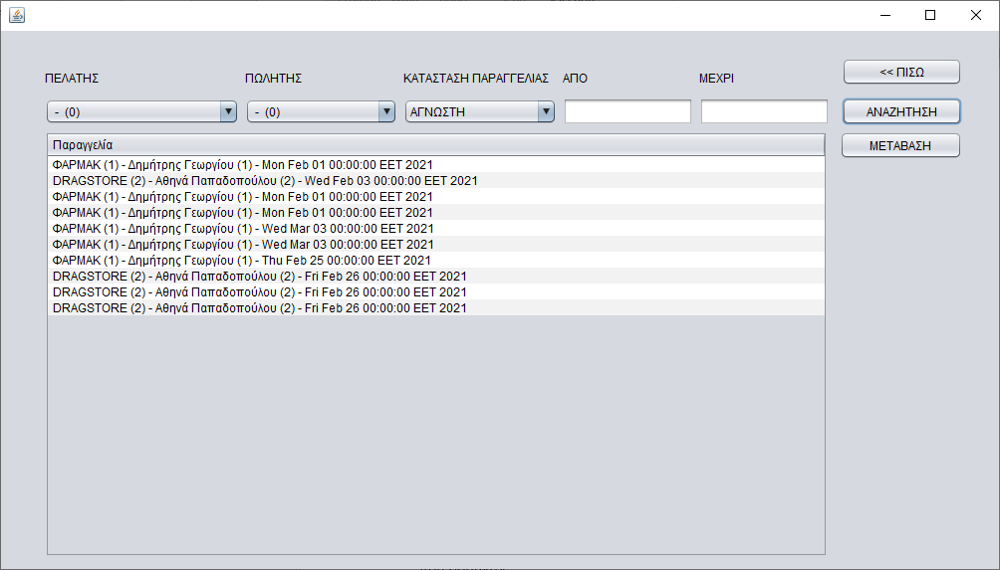 ΠΕΛΑΤΗΣ ΠΩΛΗΤΗΣ ΚΑΤΑΣΤΑΣΗ ΠΑΡΑΓΓΕΛΙΑΣ ΑΠΟ ΜΕΧΡΙ << ΠΙΣΩ
- (0) - (0) ΑΓΝΩΣΤΗ ΑΝΑΖΗΤΗΣΗ
Παραγγελία ΜΕΤΑΒΑΣΗ
ΦΑΡΜΑΚ (1) - Δημήτρης Γεωργίου (1) - Mon Feb 01 00:00:00 EET 2021
DRAGSTORE (2) - Αθηνά Παπαδοπούλου (2) - Wed Feb 03 00:00:00 EET 2021
ΦΑΡΜΑΚ (1) - Δημήτρης Γεωργίου (1) - Mon Feb 01 00:00:00 EET 2021
ΦΑΡΜΑΚ (1) - Δημήτρης Γεωργίου (1) - Mon Feb 01 00:00:00 EET 2021
ΦΑΡΜΑΚ (1) - Δημήτρης Γεωργίου (1) - Wed Mar 03 00:00:00 EET 2021
ΦΑΡΜΑΚ (1) - Δημήτρης Γεωργίου (1) - Wed Mar 03 00:00:00 EET 2021
ΦΑΡΜΑΚ (1) - Δημήτρης Γεωργίου (1) - Thu Feb 25 00:00:00 EET 2021
DRAGSTORE (2) - Αθηνά Παπαδοπούλου (2) - Fri Feb 26 00:00:00 EET 2021
DRAGSTORE (2) - Αθηνά Παπαδοπούλου (2) - Fri Feb 26 00:00:00 EET 2021
DRAGSTORE (2) - Αθηνά Παπαδοπούλου (2) - Fri Feb 26 00:00:00 EET 2021